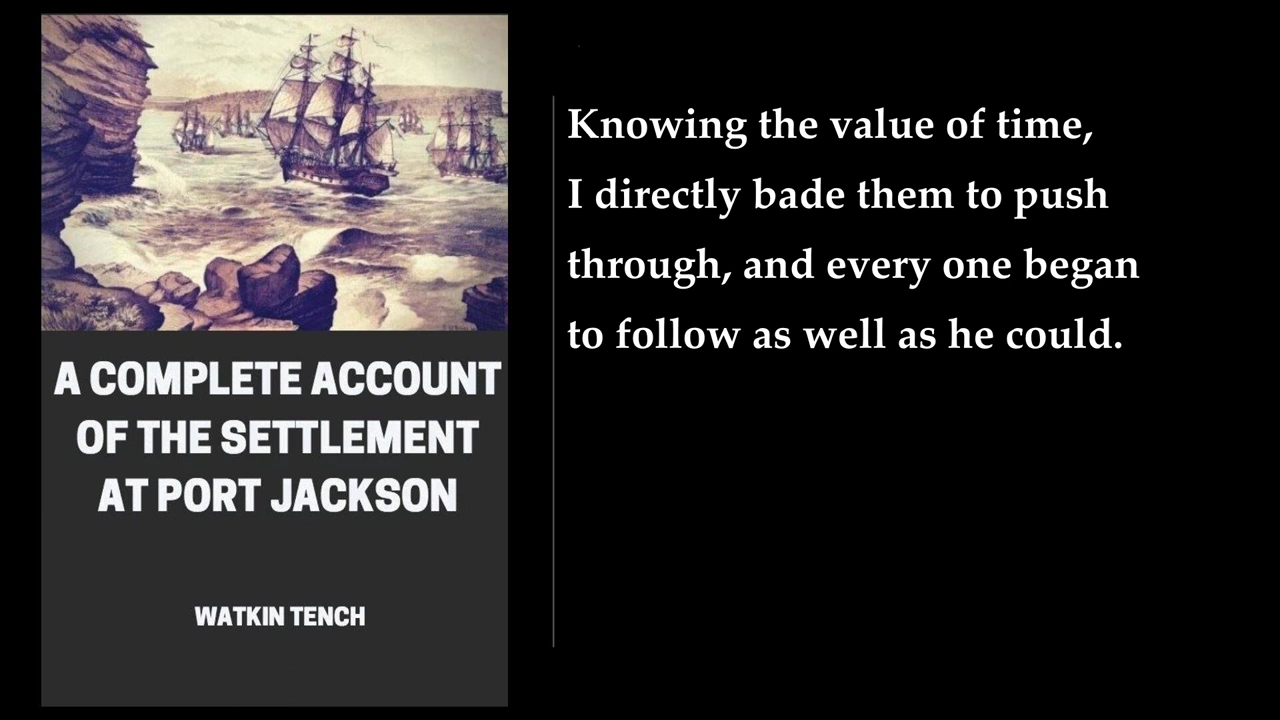 A COMPLETE ACCOUNT
OF THE SETTLEMENT
AT PORT JACKSON
WATKIN TENCH
Knowing the value of time,
I directly bade them to push
through, and every one began
to follow as well as he could.